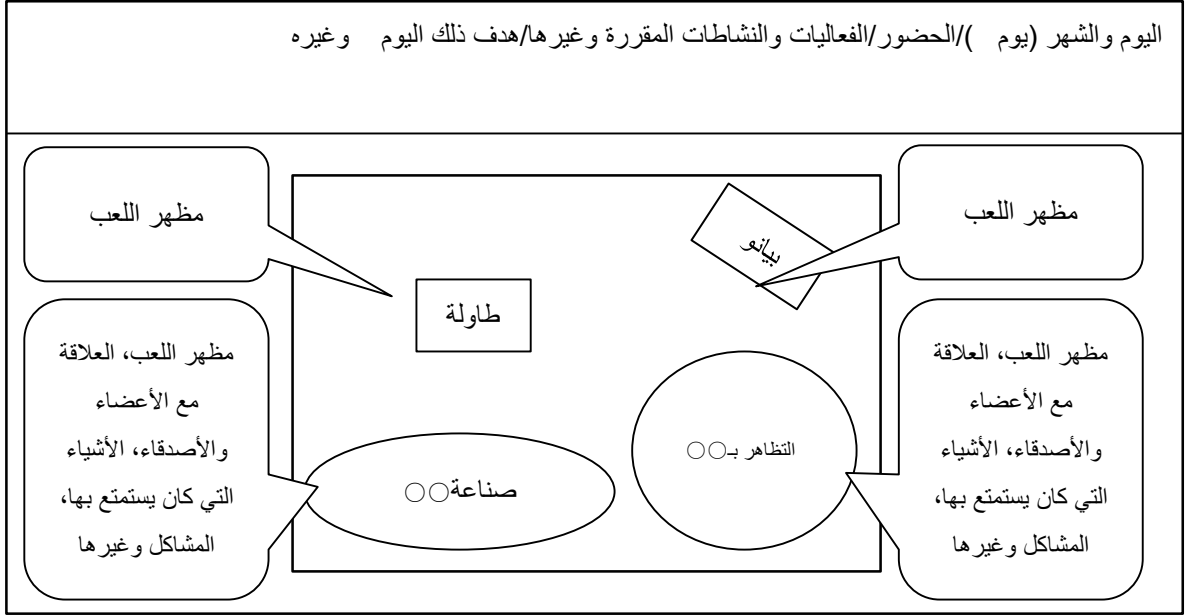 اليوم والشهر (يوم    )/الحضور/الفعاليات والنشاطات المقررة وغيرها/هدف ذلك اليوم    وغيره
مظهر اللعب
بيانو
مظهر اللعب
طاولة
مظهر اللعب، العلاقة
مع الأعضاء
والأصدقاء، الأشياء
التي كان يستمتع بها،
المشاكل وغيرها
التظاهر بـ○○
صناعة○○
مظهر اللعب، العلاقة
مع الأعضاء
والأصدقاء، الأشياء
التي كان يستمتع بها،
المشاكل وغيرها